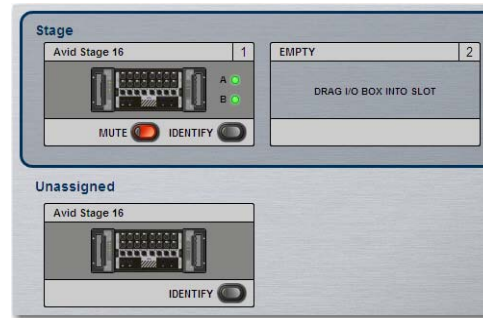 Stage
Avid Stage 16 1
EMPTY 2
A
B
DRAG I/O BOX INTO SLOT
MUTE IDENTIFY
Unassigned
Avid Stage 16
IDENTIFY